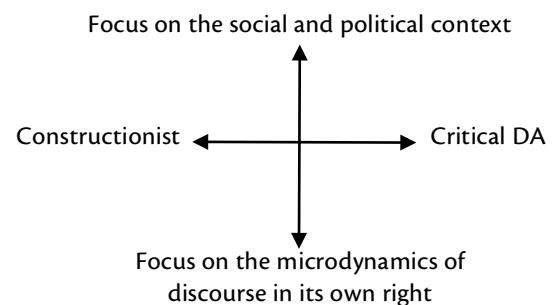 Focus on the social and political context
Constructionist
Critical DA
Focus on the microdynamics of
discourse in its own right